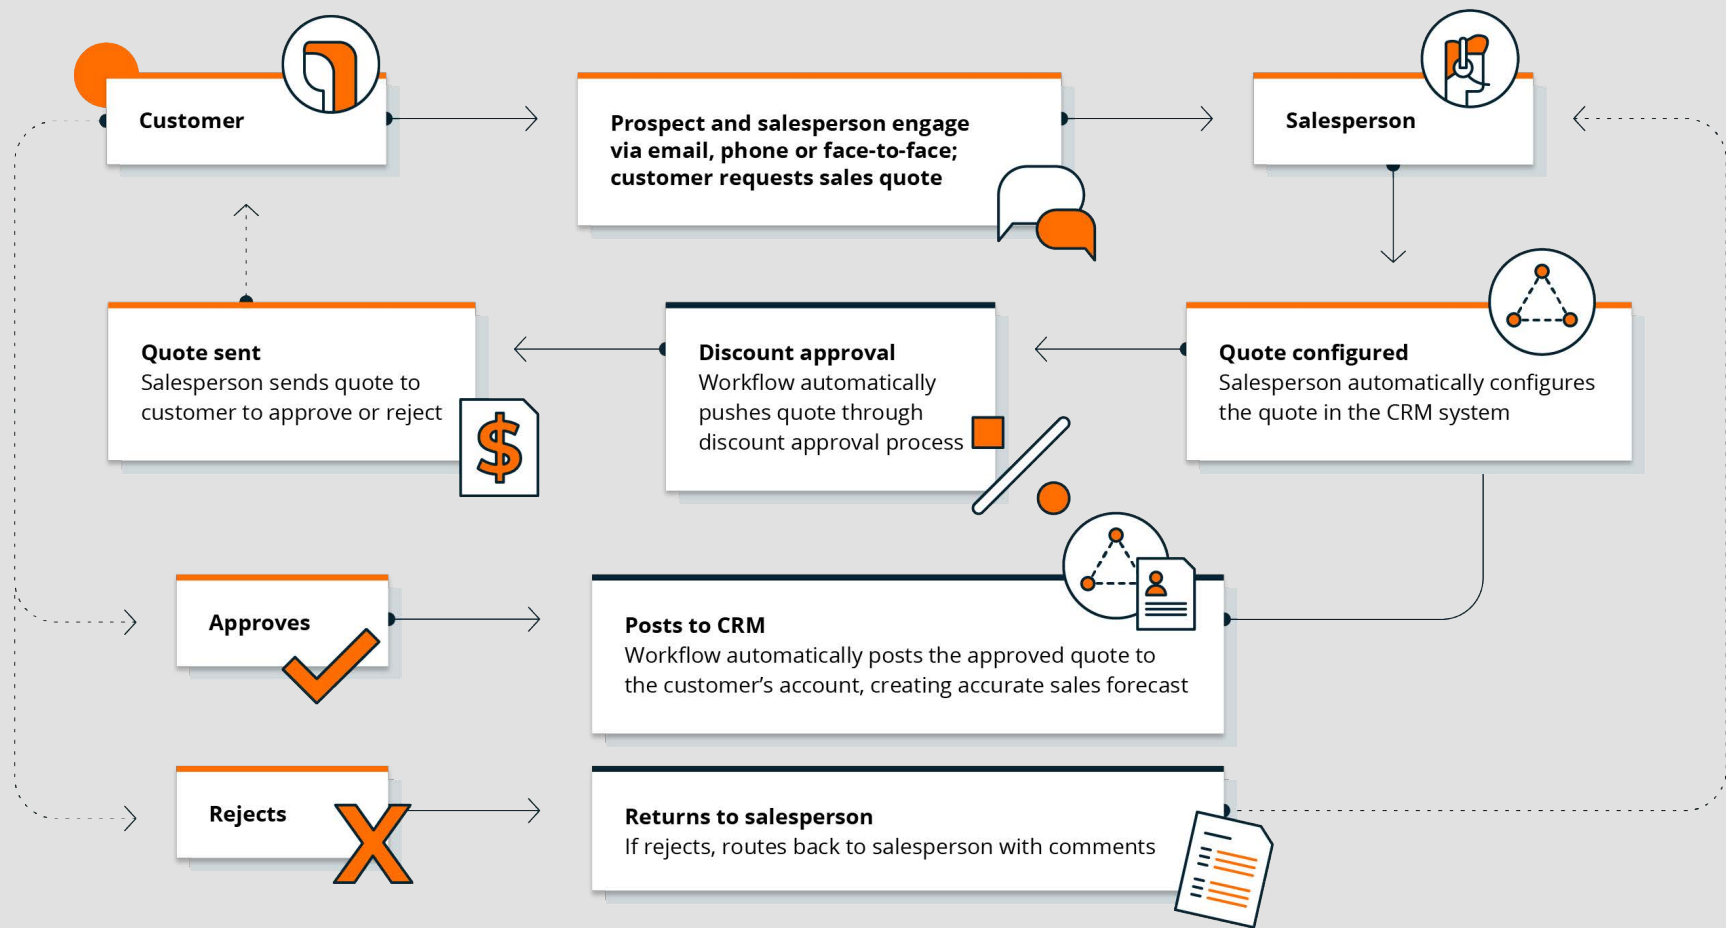 Customer
Prospect and salesperson engage
via email, phone or face-to-face;
customer requests sales quote
Salesperson
Quote sent
Salesperson sends quote to
customer to approve or reject
$
Discount approval
Workflow automatically
pushes quote through
discount approval process
Quote configured
Salesperson automatically configures
the quote in the CRM system
Approves
Posts to CRM
Workflow automatically posts the approved quote to
the customer’s account, creating accurate sales forecast
Rejects
X
Returns to salesperson
If rejects, routes back to salesperson with comments